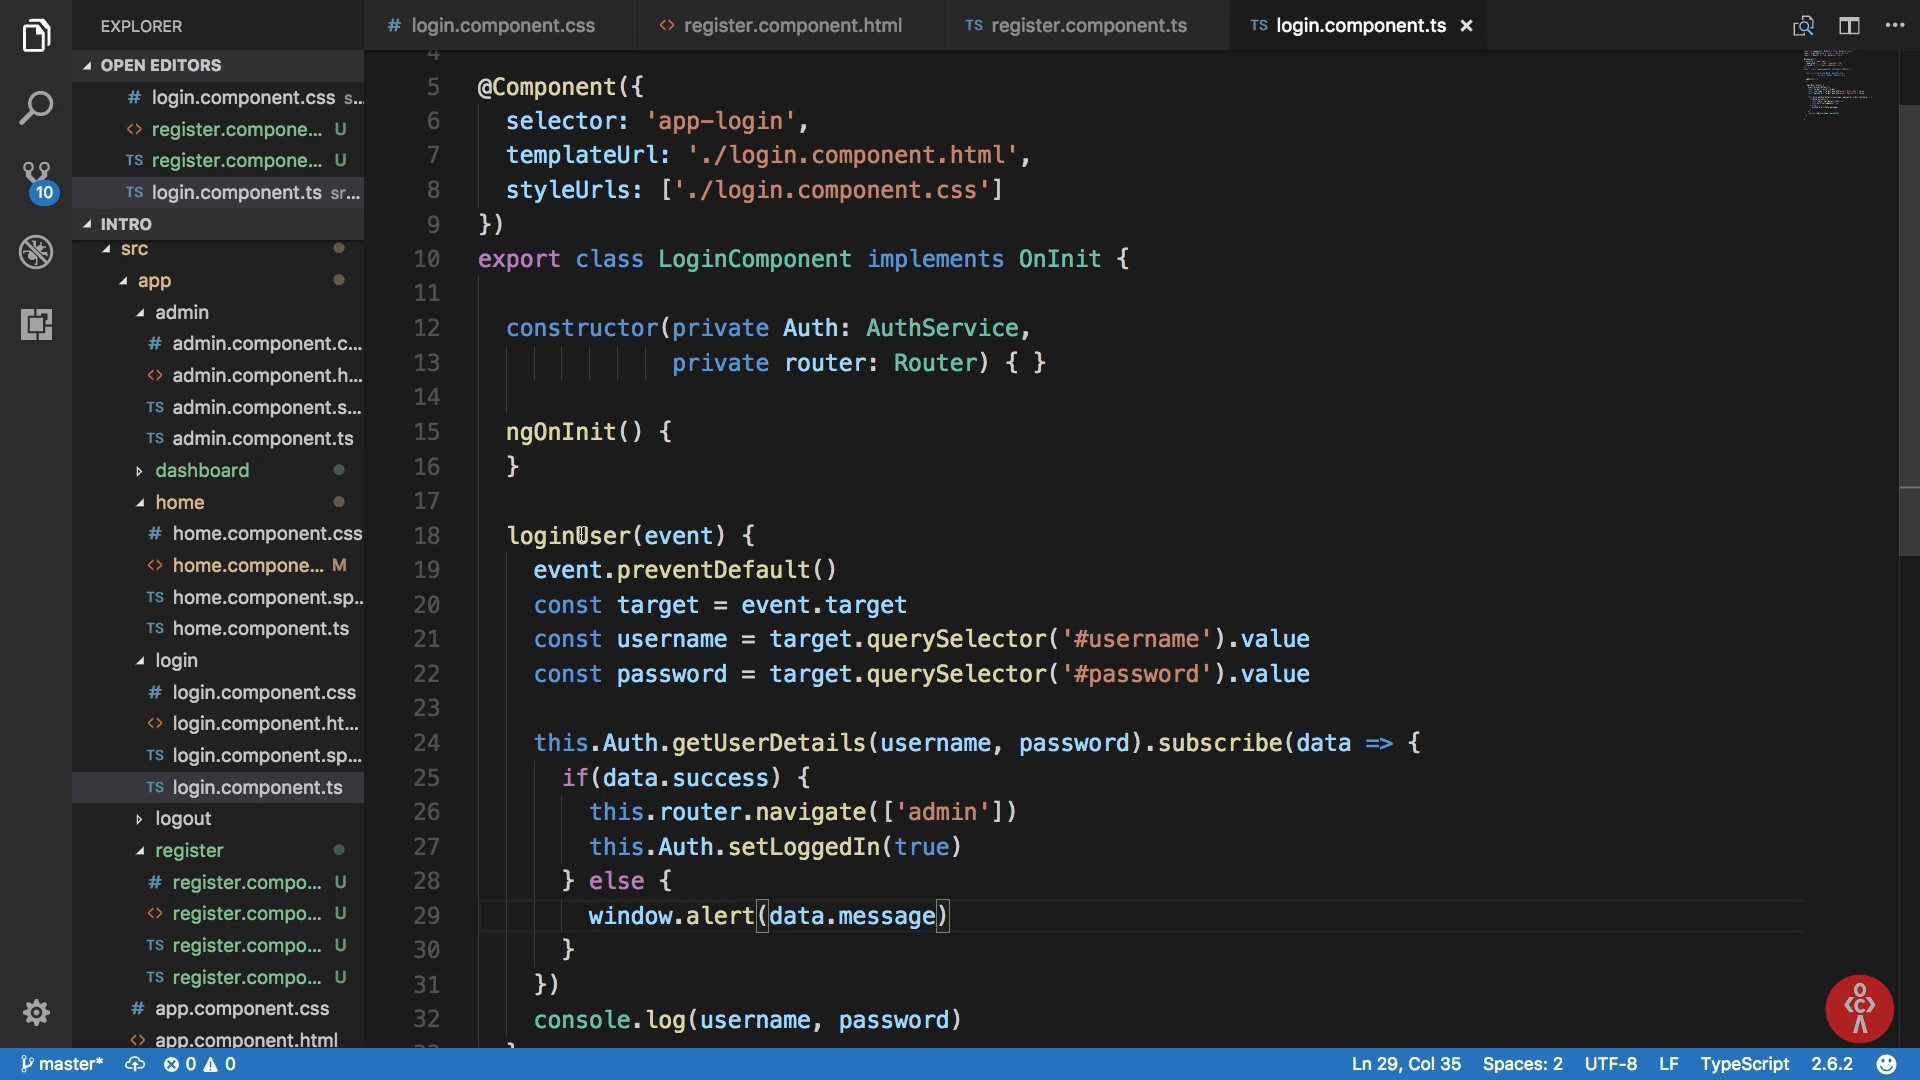 EXPLORER
OPEN EDITORS
# login.component.css s...
<> register.compone... U
TS register.compone... U
TS login.component.ts sr...
INTRO
src
app
admin
# admin.component.c...
<> admin.component.h...
TS admin.component.s...
TS admin.component.ts
dashboard
home
# home.component.css
<> home.compone... M
TS home.component.sp...
TS home.component.ts
login
# login.component.css
<> login.component.ht...
TS login.component.sp...
TS login.component.ts
logout
register
# register.compo... U
<> register.compo... U
TS register.compo... U
TS register.compo... U
# app.component.css
<> app.component.html
10
# login.component.css
<> register.component.html
TS register.component.ts
TS login.component.ts ×
4
5 @Component({
6 selector: 'app-login',
7 templateUrl: './login.component.html',
8 styleUrls: ['./login.component.css']
9 })
10 export class LoginComponent implements OnInit {
11
12 constructor(private Auth: AuthService,
13 private router: Router) { }
14
15 ngOnInit() {
16 }
17
18 loginUser(event) {
19 event.preventDefault()
20 const target = event.target
21 const username = target.querySelector('#username').value
22 const password = target.querySelector('#password').value
23
24 this.Auth.getUserDetails(username, password).subscribe(data => {
25 if(data.success) {
26 this.router.navigate(['admin'])
27 this.Auth.setLoggedIn(true)
28 } else {
29 window.alert(data.message)
30 }
31 })
32 console.log(username, password)
master* 0 0
Ln 29, Col 35 Spaces: 2 UTF-8 LF TypeScript 2.6.2